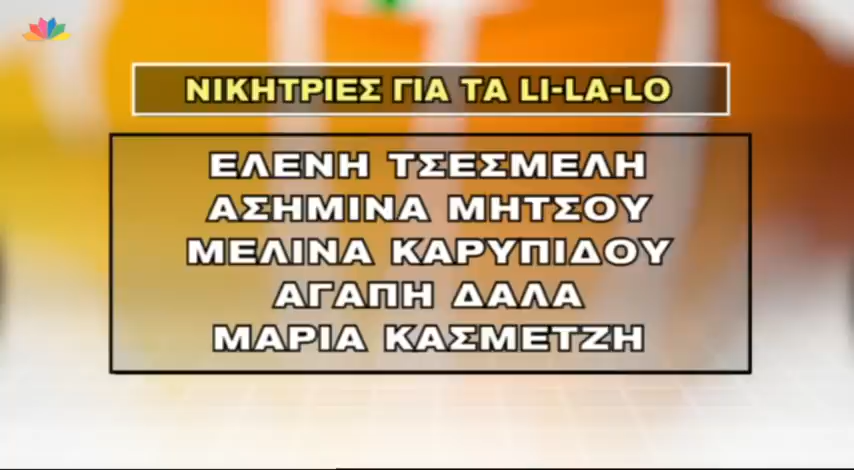 ΝΙΚΗΤΡΙΕΣ ΓΙΑ ΤΑ LI-LA-LO
ΕΛΕΝΗ ΤΣΕΣΜΕΛΗ
ΑΣΗΜΙΝΑ ΜΗΤΣΟΥ
ΜΕΛΙΝΑ ΚΑΡΥΠΙΔΟΥ
ΑΓΑΠΗ ΔΑΛΑ
ΜΑΡΙΑ ΚΑΣΜΕΤΖΗ